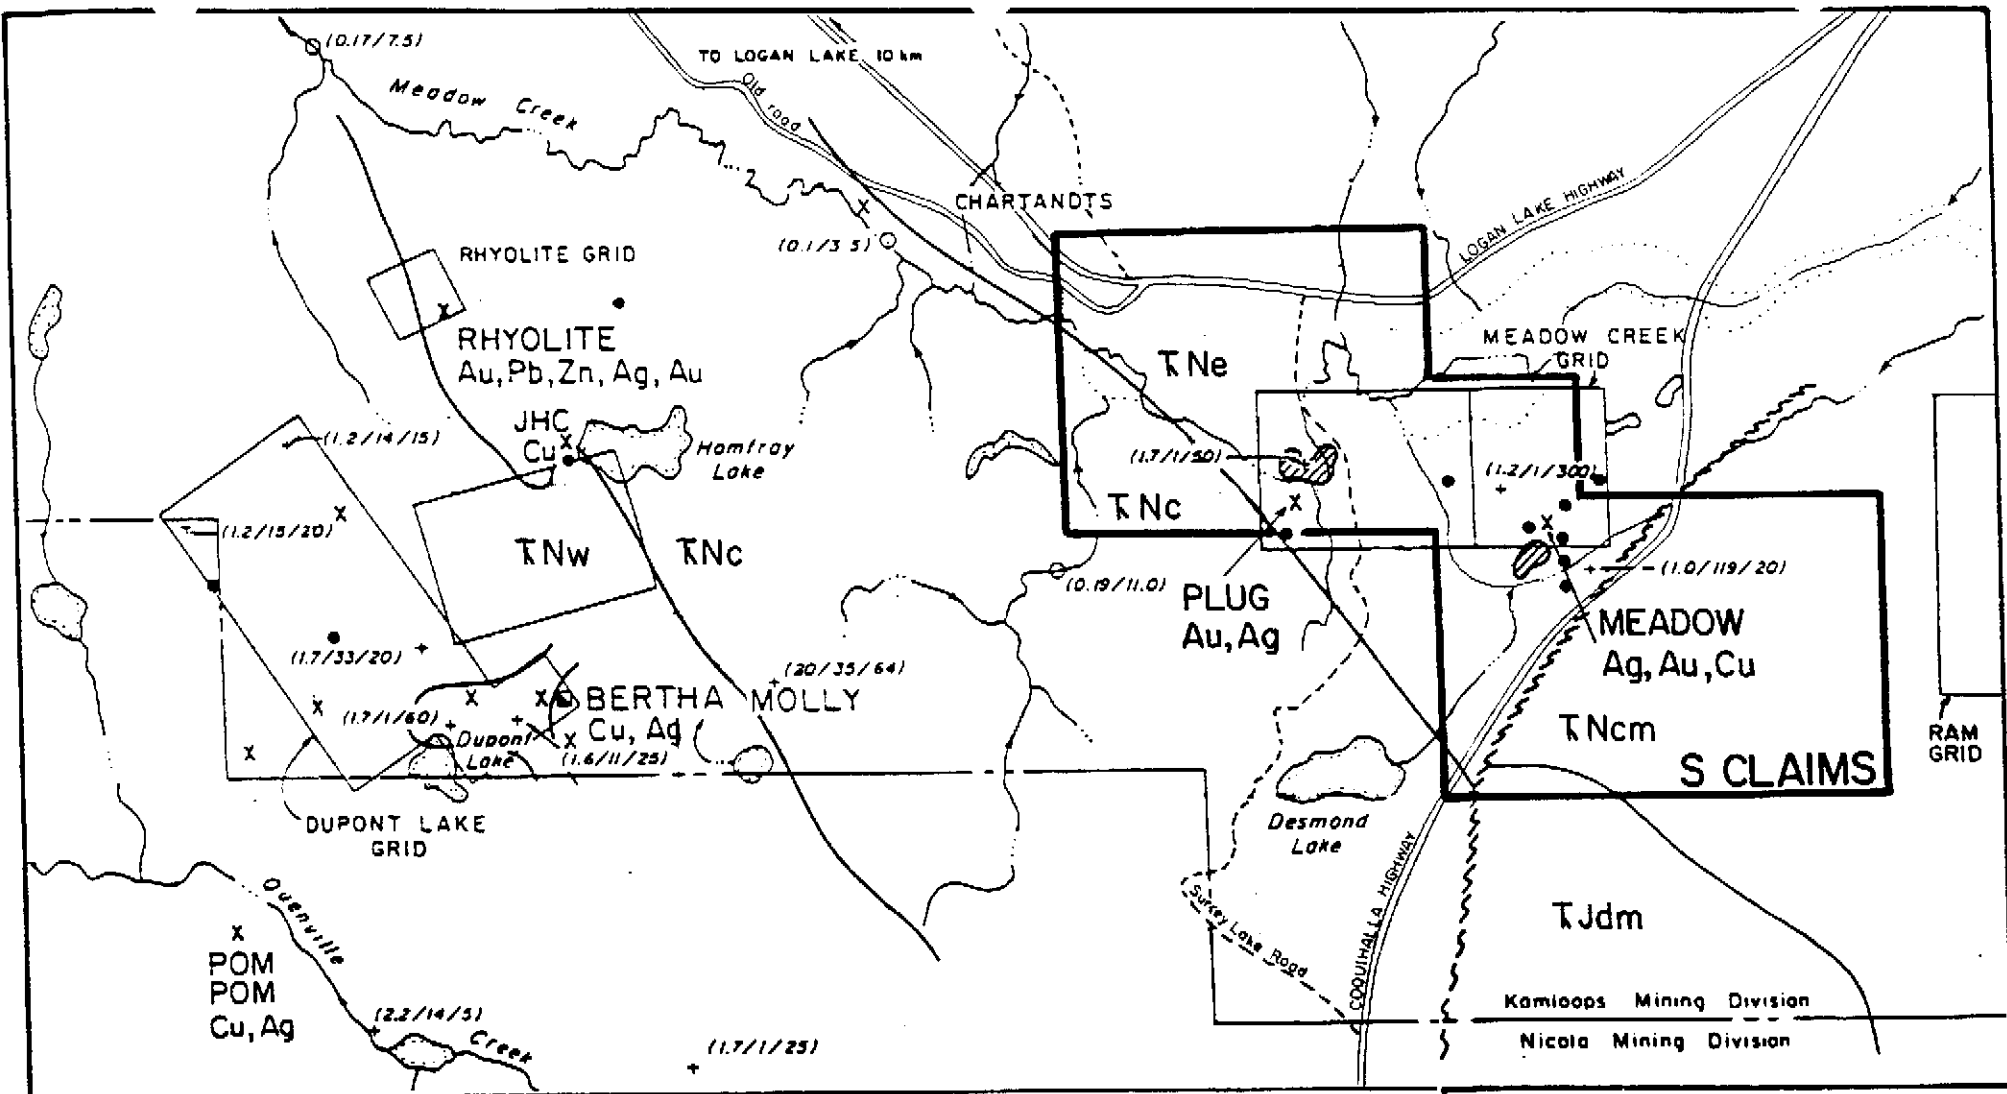 (0.17/7.5)
TO LOGAN LAKE 10 km
Old road
Meadow Creek
CHARTANDTS
LOGAN LAKE HIGHWAY
(0.1/3.5)
RHYOLITE GRID
RHYOLITE
Au, Pb, Zn, Ag, Au
MEADOW CREEK
GRID
TNe
JHC
Cu
Homfray
Lake
(1.2/14/15)
(1.7/1/50)
(1.2/1/300)
TNc
(1.2/15/20)
TNw
TNc
(0.19/11.0)
(1.0/119/20)
PLUG
Au, Ag
MEADOW
Ag, Au, Cu
(1.7/33/20)
(20/35/64)
BERTHA MOLLY
Cu, Ag
(1.7/1/60)
Dupont
Lake
(1.6/11/25)
TNcm
S CLAIMS
RAM
GRID
DUPONT LAKE
GRID
Desmond
Lake
COQUIHALLA HIGHWAY
Surrey Lake Road
TJdm
Quenville
Creek
POM
POM
Cu, Ag
(2.2/14/5)
(1.7/1/25)
Kamloops Mining Division
Nicola Mining Division